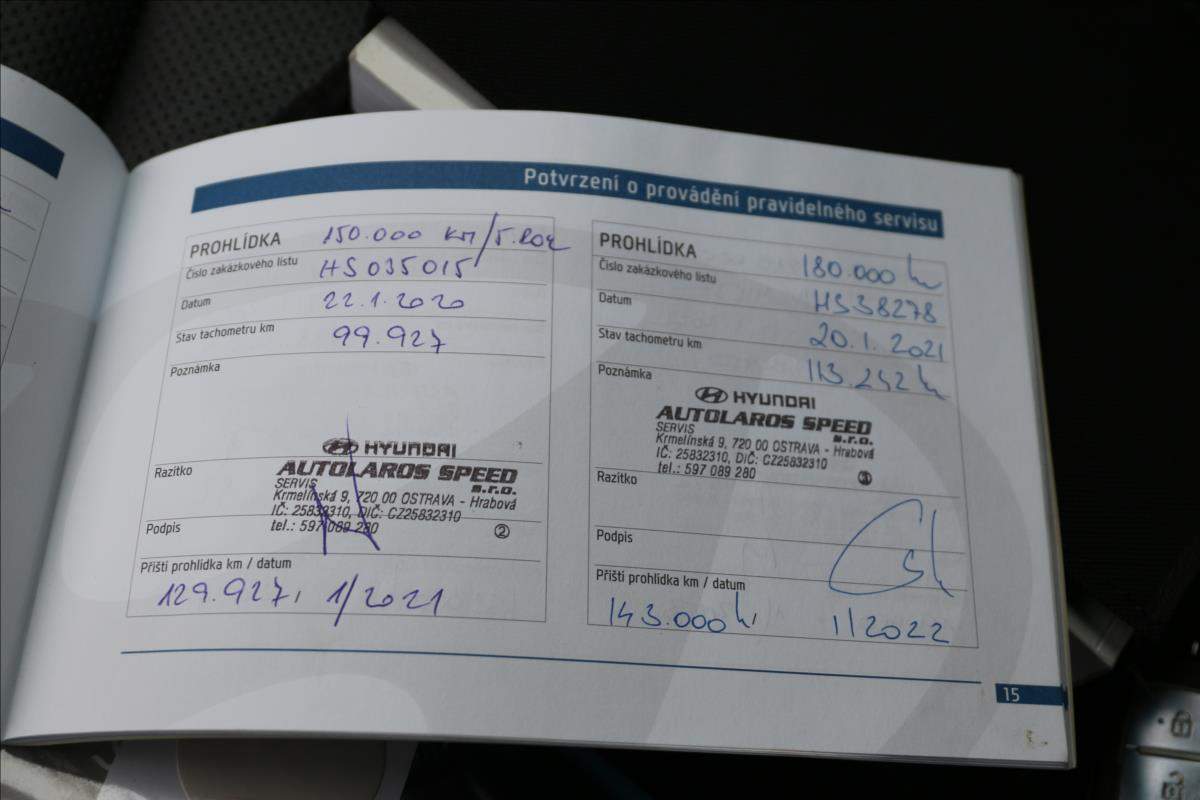 Potvrzení o provádění pravidelného servisu
PROHLÍDKA 150.000 km/5.rok
Číslo zakázkového listu HS035015
Datum 22.1.2020
Stav tachometru km 99.927
Poznámka
HYUNDAI
AUTOLAROS SPEED
s.r.o.
SERVIS
Krmelínská 9, 720 00 OSTRAVA - Hrabová
IČ: 25832310, DIČ: CZ25832310
tel.: 597 089 280 ②
Razítko
Podpis
Příští prohlídka km / datum
129.927, 1/2021
PROHLÍDKA 180.000 km
Číslo zakázkového listu HS38278
Datum 20.1.2021
Stav tachometru km 113.242 km
Poznámka
HYUNDAI
AUTOLAROS SPEED
s.r.o.
SERVIS
Krmelínská 9, 720 00 OSTRAVA - Hrabová
IČ: 25832310, DIČ: CZ25832310
tel.: 597 089 280
Razítko
Podpis
Příští prohlídka km / datum
143.000 km 1/2022
15